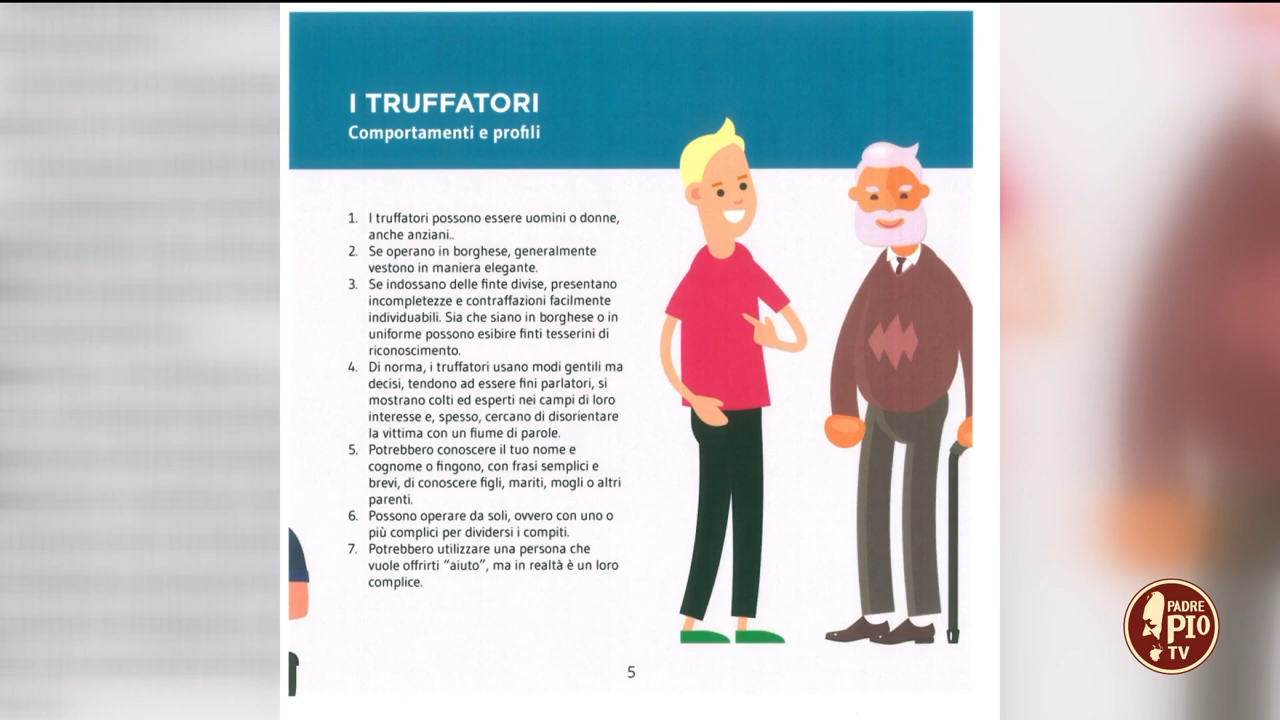 I TRUFFATORI
Comportamenti e profili
1. I truffatori possono essere uomini o donne,
anche anziani..
2. Se operano in borghese, generalmente
vestono in maniera elegante.
3. Se indossano delle finte divise, presentano
incompletezze e contraffazioni facilmente
individuabili. Sia che siano in borghese o in
uniforme possono esibire finti tesserini di
riconoscimento.
4. Di norma, i truffatori usano modi gentili ma
decisi, tendono ad essere fini parlatori, si
mostrano colti ed esperti nei campi di loro
interesse e, spesso, cercano di disorientare
la vittima con un fiume di parole.
5. Potrebbero conoscere il tuo nome e
cognome o fingono, con frasi semplici e
brevi, di conoscere figli, mariti, mogli o altri
parenti.
6. Possono operare da soli, ovvero con uno o
più complici per dividersi i compiti.
7. Potrebbero utilizzare una persona che
vuole offrirti “aiuto”, ma in realtà è un loro
complice.
5
PADRE
PIO
TV